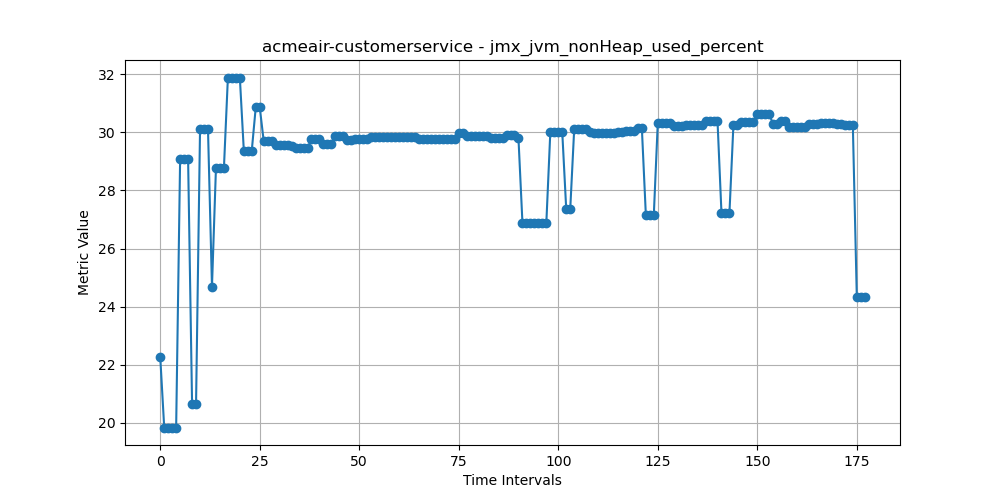 acmeair-customerservice - jmx_jvm_nonHeap_used_percent
Metric Value
32
30
28
26
24
22
20
0 25 50 75 100 125 150 175
Time Intervals